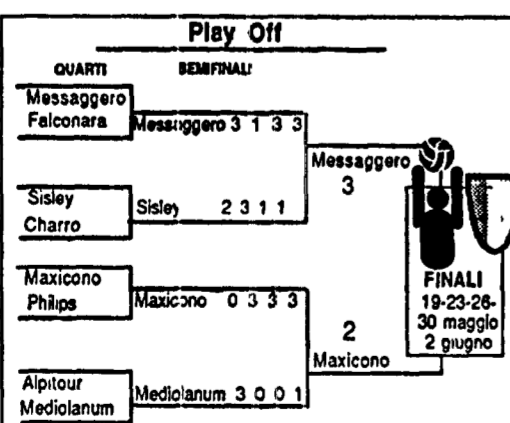 Play Off
QUARTI SEMIFINALI
Messaggero
Falconara
Messaggero 3 1 3 3
Messaggero
3
Sisley
Charro
Sisley 2 3 1 1
Maxicono
Philips
Maxicono 0 3 3 3
2
Maxicono
Alpitour
Mediolanum
Mediolanum 3 0 0 1
FINALI
19-23-26-
30 maggio
2 giugno